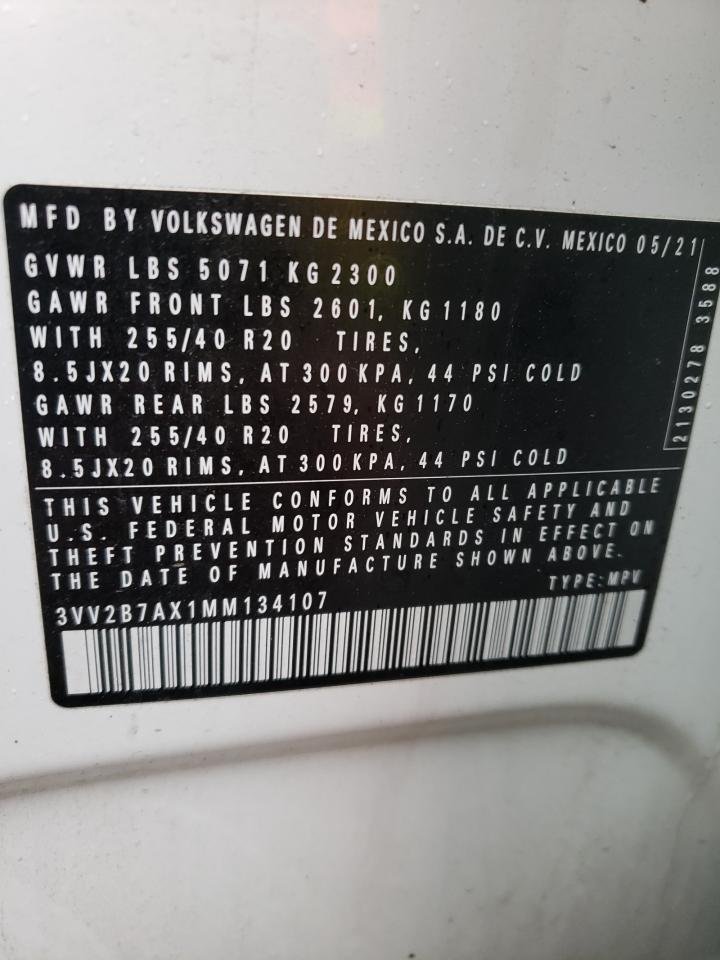 MFD BY VOLKSWAGEN DE MEXICO S.A. DE C.V. MEXICO 05/21
GVWR LBS 5071 KG 2300
GAWR FRONT LBS 2601, KG 1180
WITH 255/40 R20 TIRES,
8.5JX20 RIMS, AT 300 KPA, 44 PSI COLD
GAWR REAR LBS 2579, KG 1170
WITH 255/40 R20 TIRES,
8.5JX20 RIMS, AT 300 KPA, 44 PSI COLD
2130278 3588
THIS VEHICLE CONFORMS TO ALL APPLICABLE
U.S. FEDERAL MOTOR VEHICLE SAFETY AND
THEFT PREVENTION STANDARDS IN EFFECT ON
THE DATE OF MANUFACTURE SHOWN ABOVE.
3VV2B7AX1MM134107 TYPE: MPV